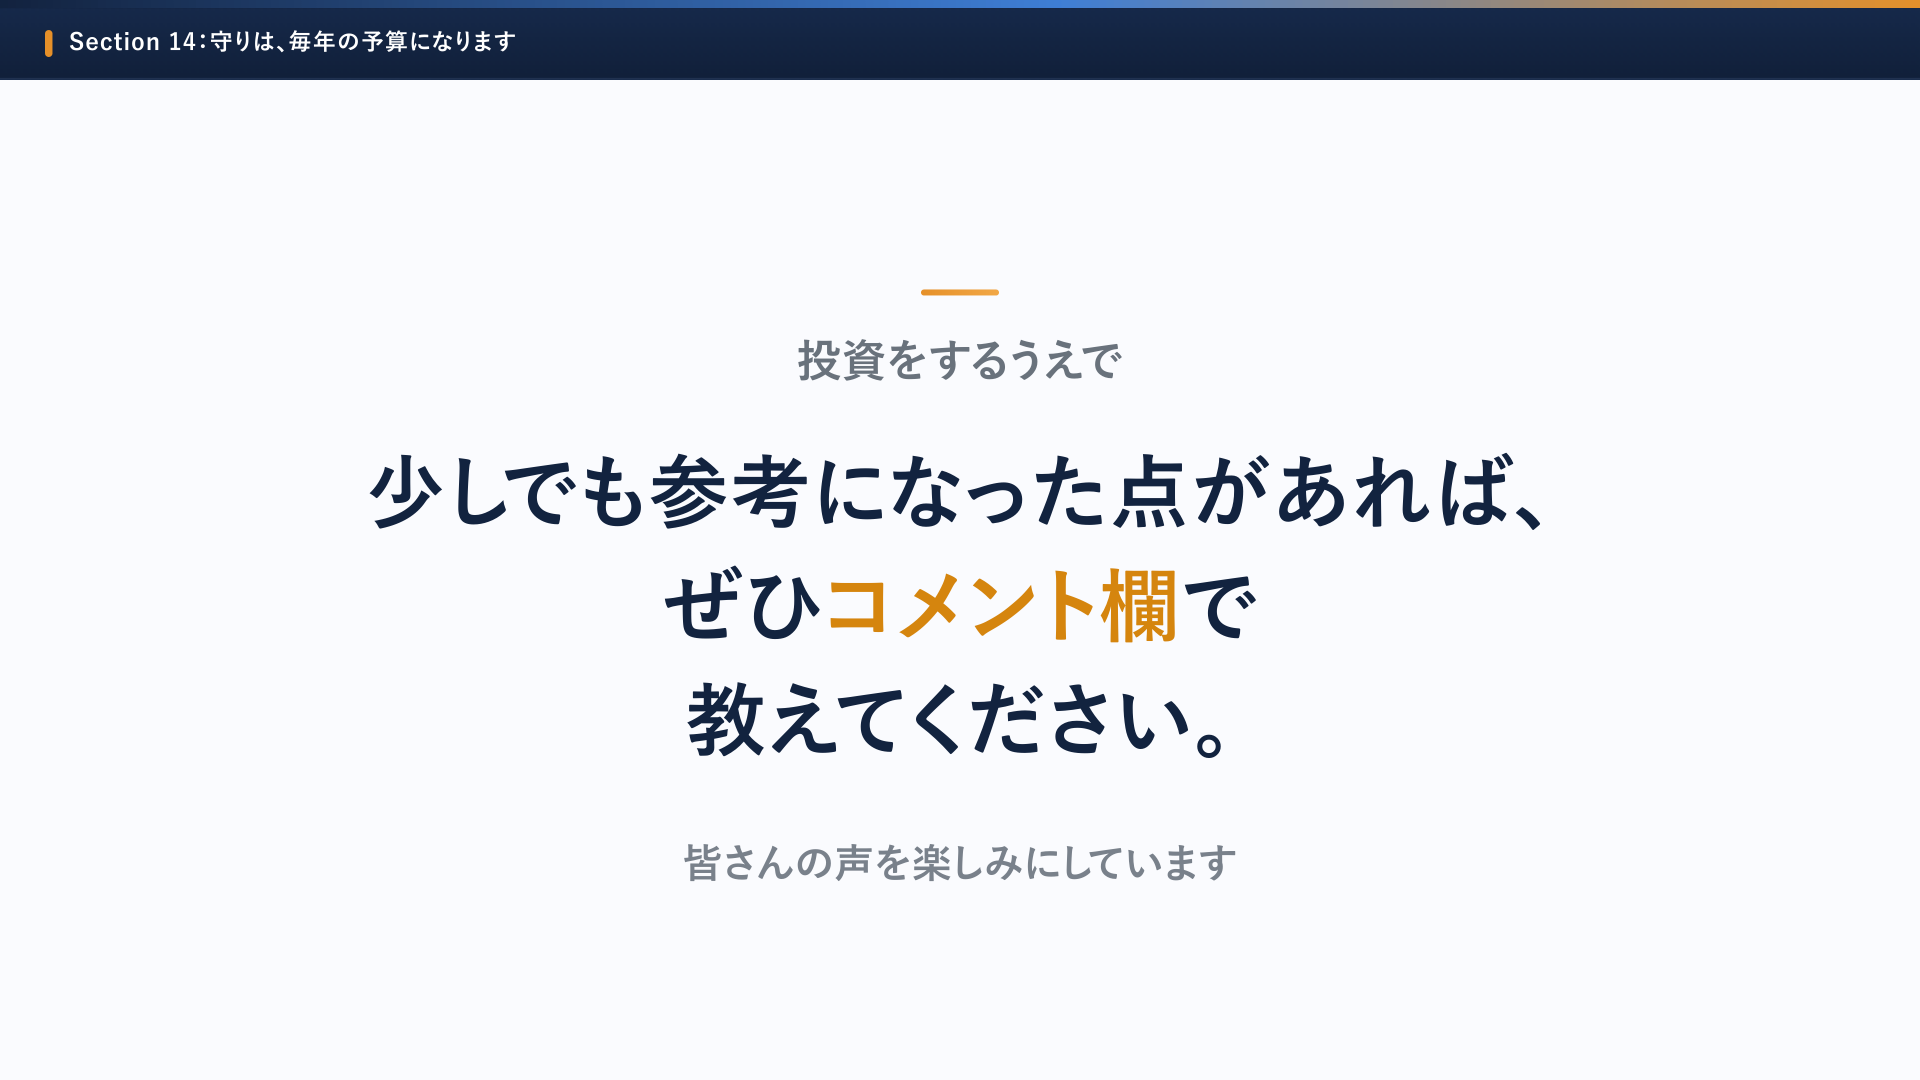 Section 14：守りは、毎年の予算になります
投資をするうえで
少しでも参考になった点があれば、
ぜひコメント欄で
教えてください。
皆さんの声を楽しみにしています